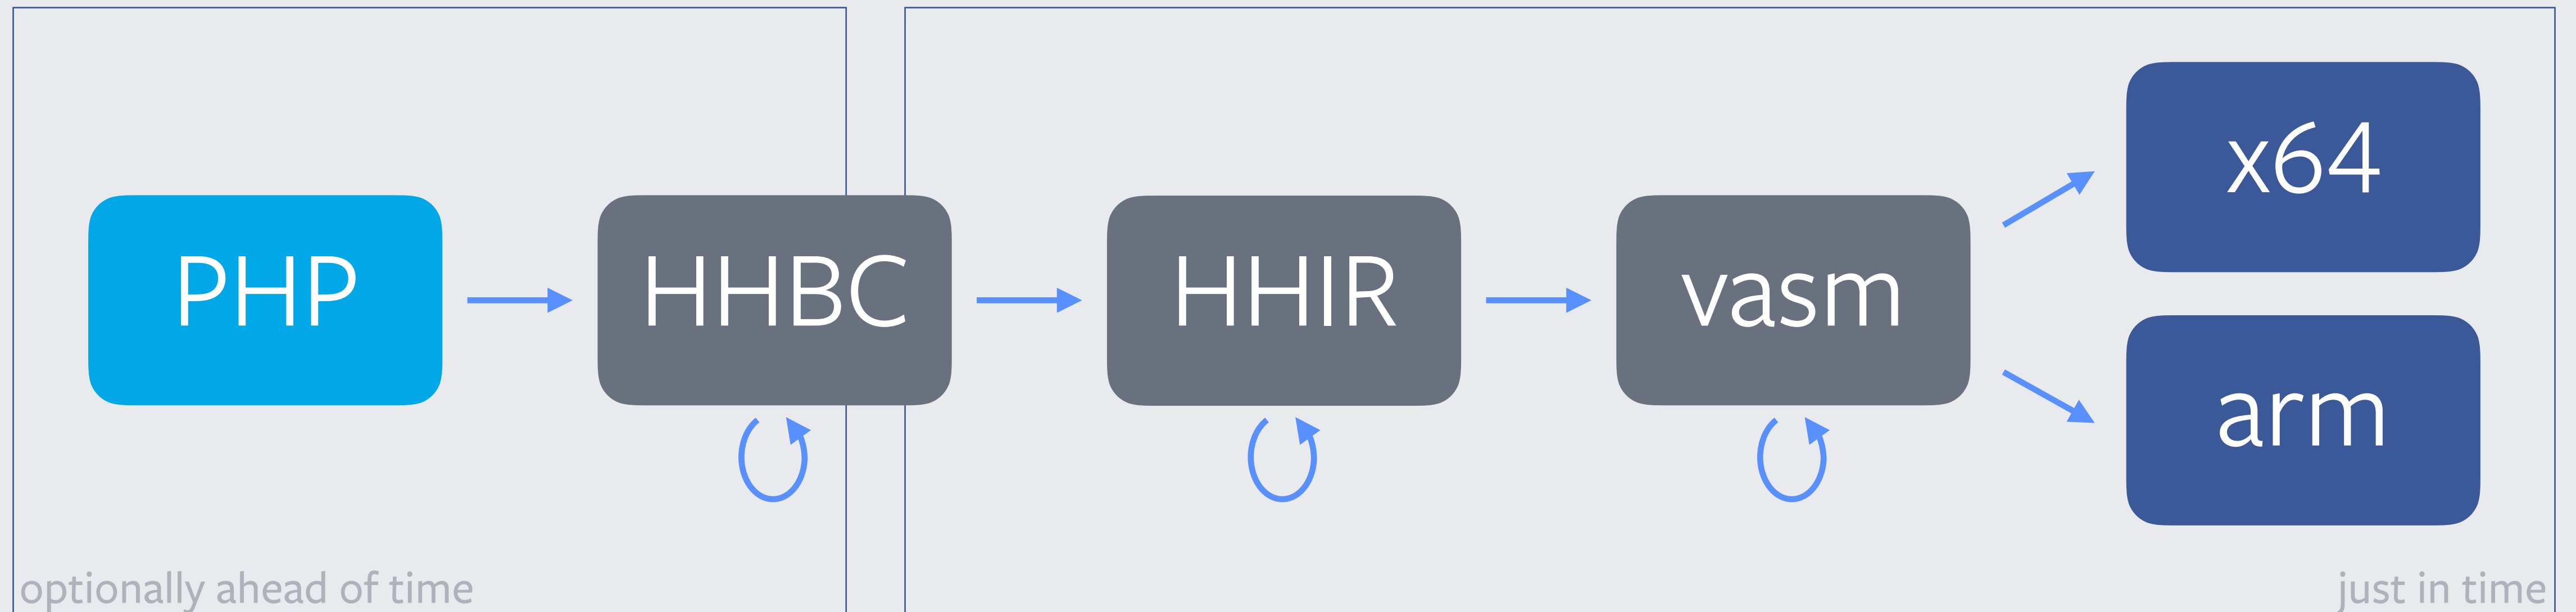 PHP
HHBC
HHIR
vasm
x64
arm
optionally ahead of time
just in time